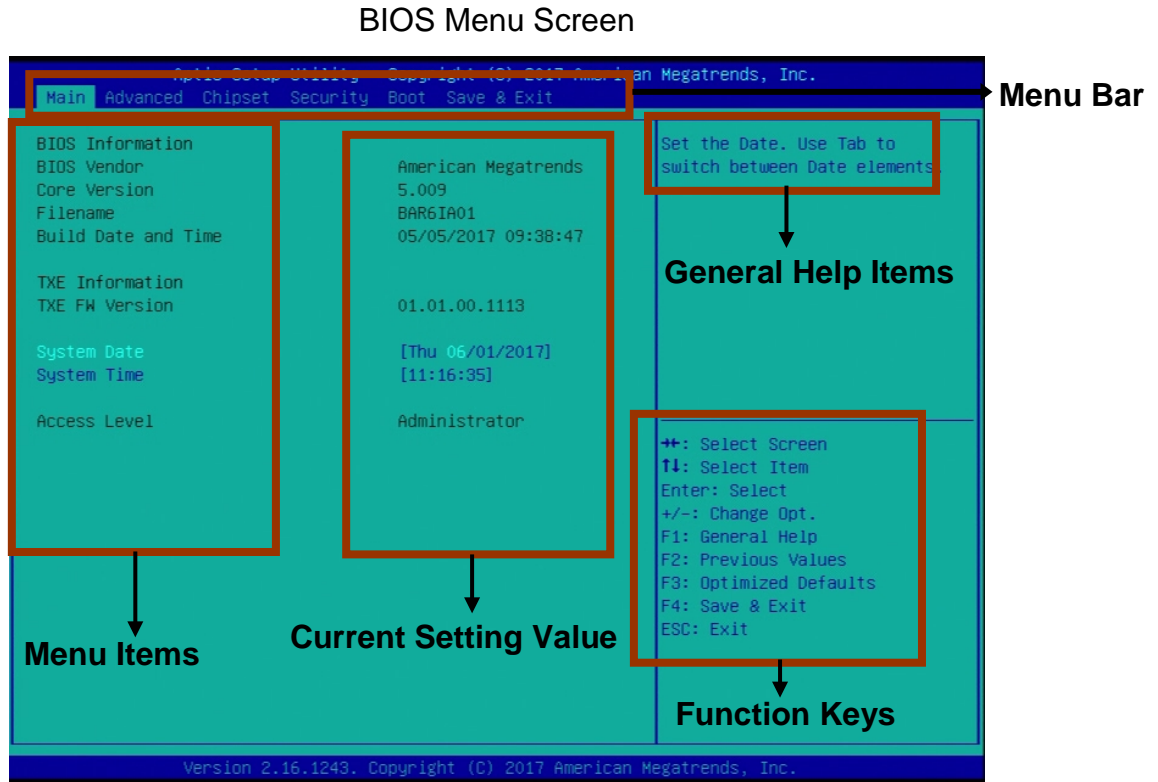 BIOS Menu Screen
Aptio Setup Utility - Copyright (C) 2017 American Megatrends, Inc.
Main Advanced Chipset Security Boot Save & Exit
Menu Bar
BIOS Information
BIOS Vendor American Megatrends
Core Version 5.009
Filename BAR6IA01
Build Date and Time 05/05/2017 09:38:47
TXE Information
TXE FW Version 01.01.00.1113
System Date [Thu 06/01/2017]
System Time [11:16:35]
Access Level Administrator
Set the Date. Use Tab to
switch between Date elements.
General Help Items
→←: Select Screen
↑↓: Select Item
Enter: Select
+/-: Change Opt.
F1: General Help
F2: Previous Values
F3: Optimized Defaults
F4: Save & Exit
ESC: Exit
Menu Items
Current Setting Value
Function Keys
Version 2.16.1243. Copyright (C) 2017 American Megatrends, Inc.